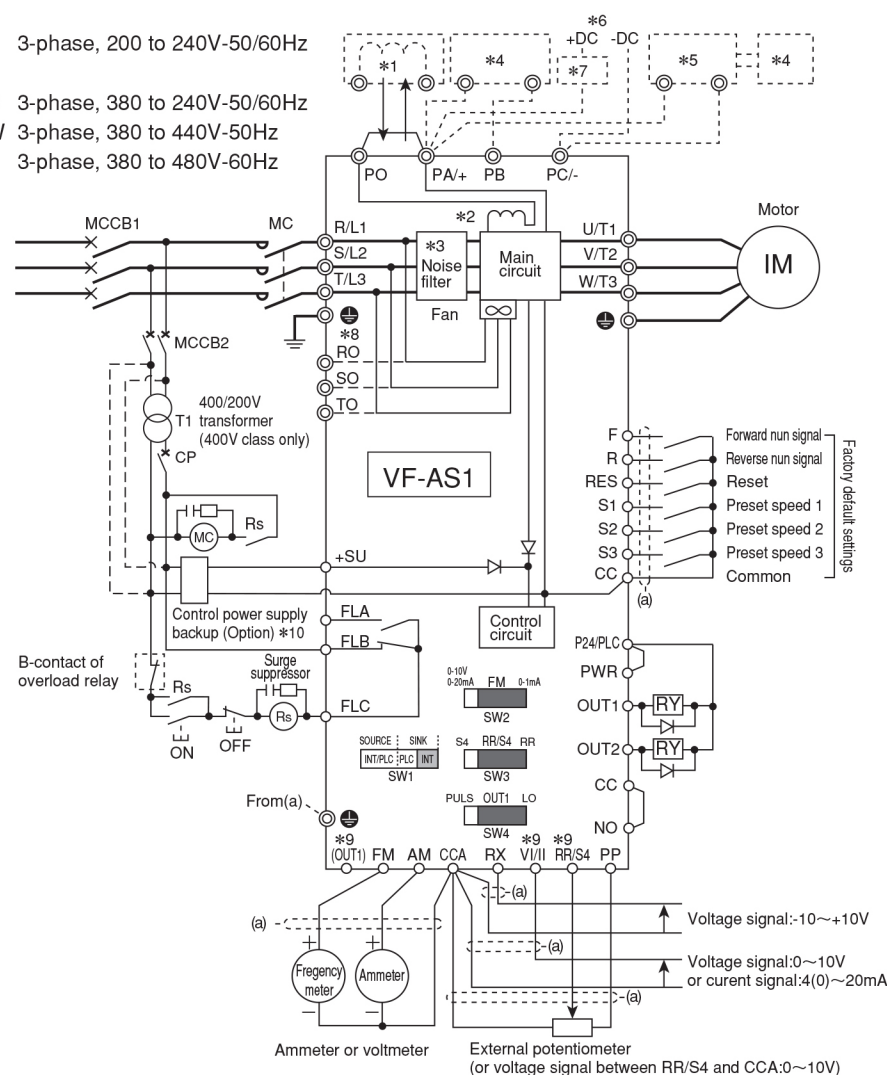 3-phase, 200 to 240V-50/60Hz
3-phase, 380 to 240V-50/60Hz
3-phase, 380 to 440V-50Hz
3-phase, 380 to 480V-60Hz
*1
*4
*6
+DC -DC
*7
*5
*4
PO
PA/+
PB
PC/-
MCCB1
MC
R/L1
S/L2
T/L3
*2
*3
Noise
filter
Main
circuit
Fan
U/T1
V/T2
W/T3
Motor
IM
*8
RO
SO
TO
MCCB2
T1
400/200V
transformer
(400V class only)
CP
VF-AS1
MC
Rs
+SU
Control power supply
backup (Option) *10
FLA
FLB
FLC
B-contact of
overload relay
Rs
ON
OFF
Surge
suppressor
Rs
Control
circuit
F
R
RES
S1
S2
S3
CC
Forward nun signal
Reverse nun signal
Reset
Preset speed 1
Preset speed 2
Preset speed 3
Common
Factory default settings
(a)
P24/PLC
PWR
OUT1
RY
OUT2
RY
CC
NO
0-10V
0-20mA
FM
0-1mA
SW2
SOURCE
SINK
INT/PLC
PLC
INT
SW1
S4
RR/S4
RR
SW3
PULS
OUT1
LO
SW4
From(a)
*9
(OUT1)
FM
AM
CCA
RX
*9
VI/II
*9
RR/S4
PP
(a)
(a)
(a)
(a)
+
Fregency
meter
−
+
Ammeter
−
Ammeter or voltmeter
Voltage signal:-10～+10V
Voltage signal:0～10V
or curent signal:4(0)～20mA
External potentiometer
(or voltage signal between RR/S4 and CCA:0～10V)